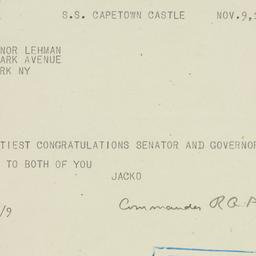 S.S. CAPETOWN CASTLE NOV.9,
NOR LEHMAN
ARK AVENUE
RK NY
TIEST CONGRATULATIONS SENATOR AND GOVERNOR
TO BOTH OF YOU
JACKO
/9 Commander R.A.